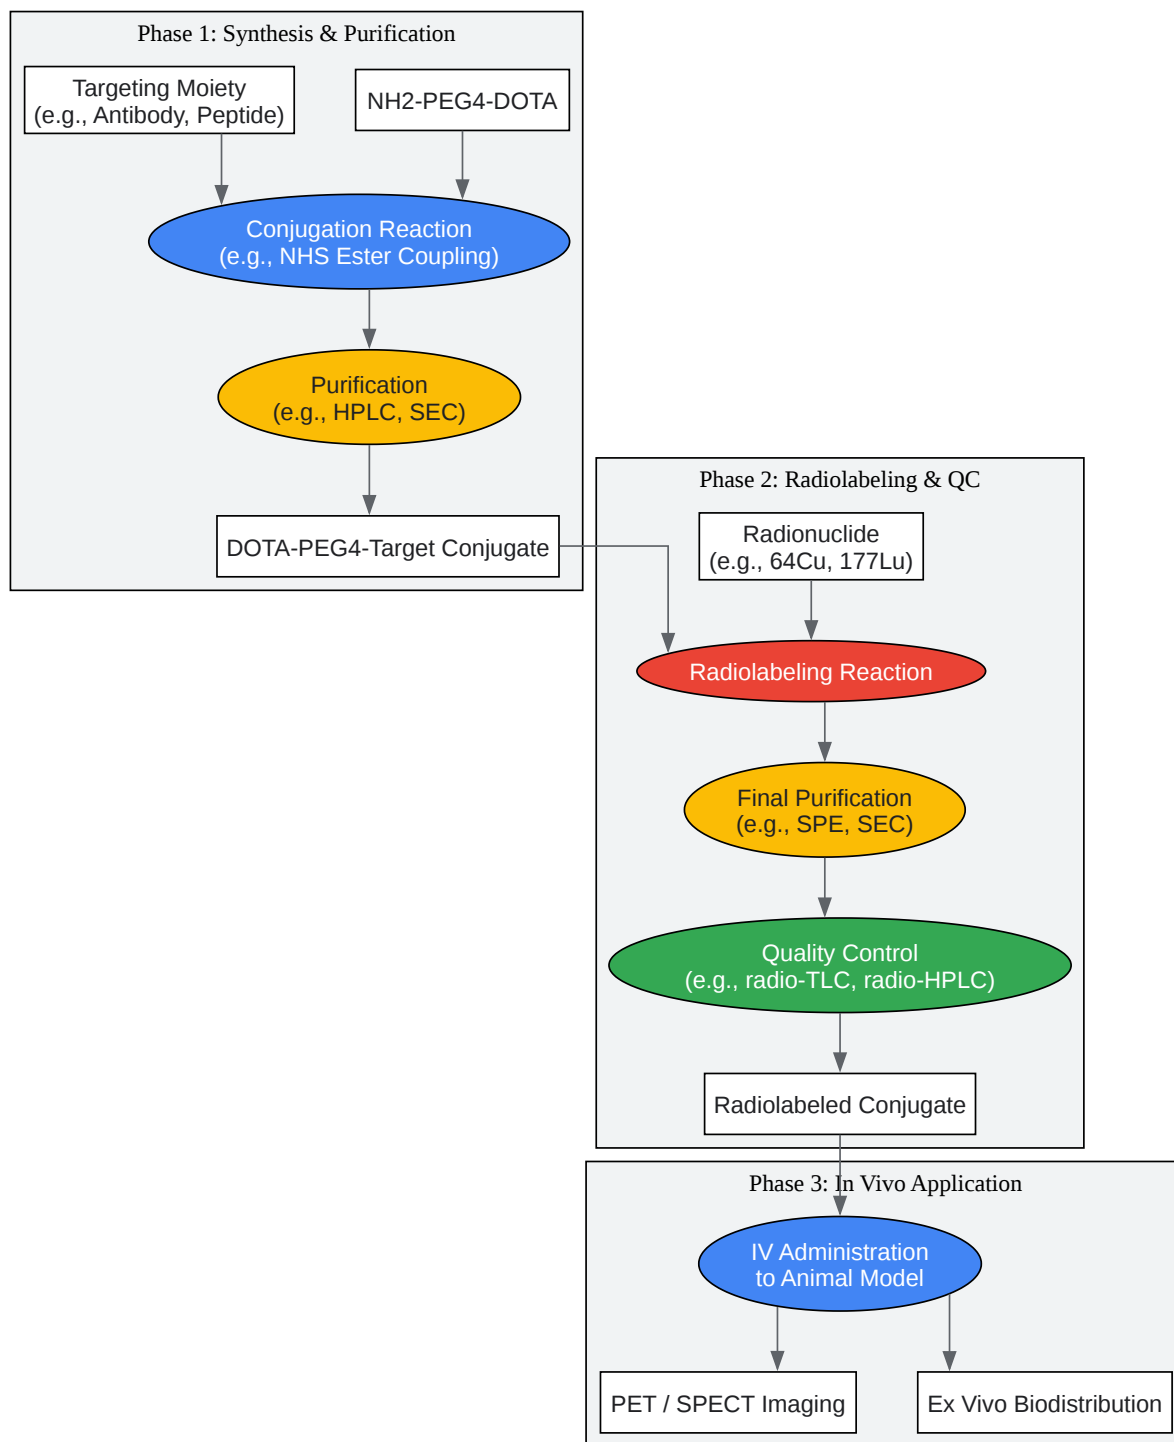 Phase 1: Synthesis & Purification
Targeting Moiety
(e.g., Antibody, Peptide)
NH2-PEG4-DOTA
Conjugation Reaction
(e.g., NHS Ester Coupling)
Purification
(e.g., HPLC, SEC)
DOTA-PEG4-Target Conjugate
Phase 2: Radiolabeling & QC
Radionuclide
(e.g., 64Cu, 177Lu)
Radiolabeling Reaction
Final Purification
(e.g., SPE, SEC)
Quality Control
(e.g., radio-TLC, radio-HPLC)
Radiolabeled Conjugate
Phase 3: In Vivo Application
IV Administration
to Animal Model
PET / SPECT Imaging
Ex Vivo Biodistribution